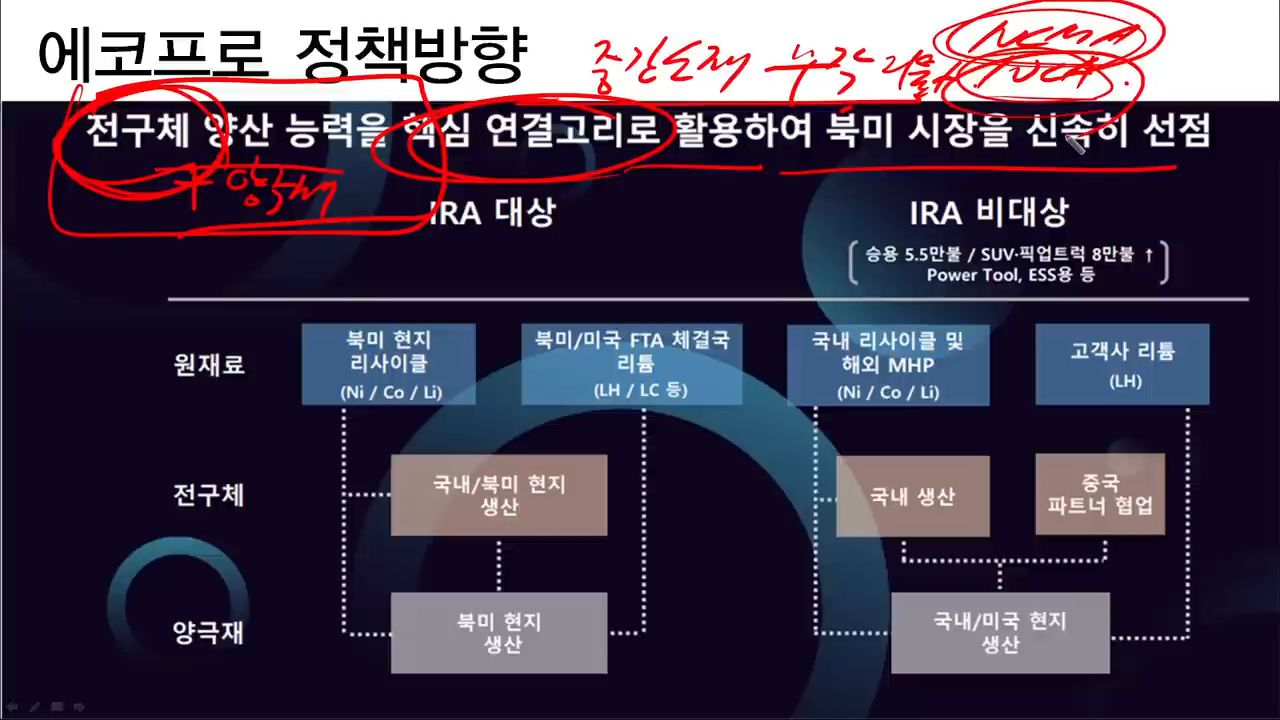 에코프로 정책방향
중간소재 부각 리튬
NCMA
전구체 양산 능력을 핵심 연결고리로 활용하여 북미 시장을 신속히 선점
+ 양극재
IRA 대상
IRA 비대상
승용 5.5만불 / SUV·픽업트럭 8만불 ↑
Power Tool, ESS용 등
원재료
북미 현지
리사이클
(Ni / Co / Li)
북미/미국 FTA 체결국
리튬
(LH / LC 등)
국내 리사이클 및
해외 MHP
(Ni / Co / Li)
고객사 리튬
(LH)
전구체
국내/북미 현지
생산
국내 생산
중국
파트너 협업
양극재
북미 현지
생산
국내/미국 현지
생산